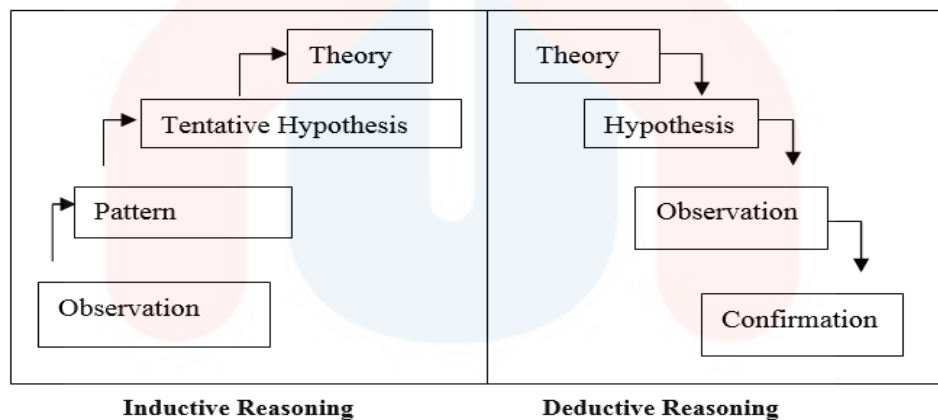 Theory
Tentative Hypothesis
Pattern
Observation
Inductive Reasoning
Theory
Hypothesis
Observation
Confirmation
Deductive Reasoning